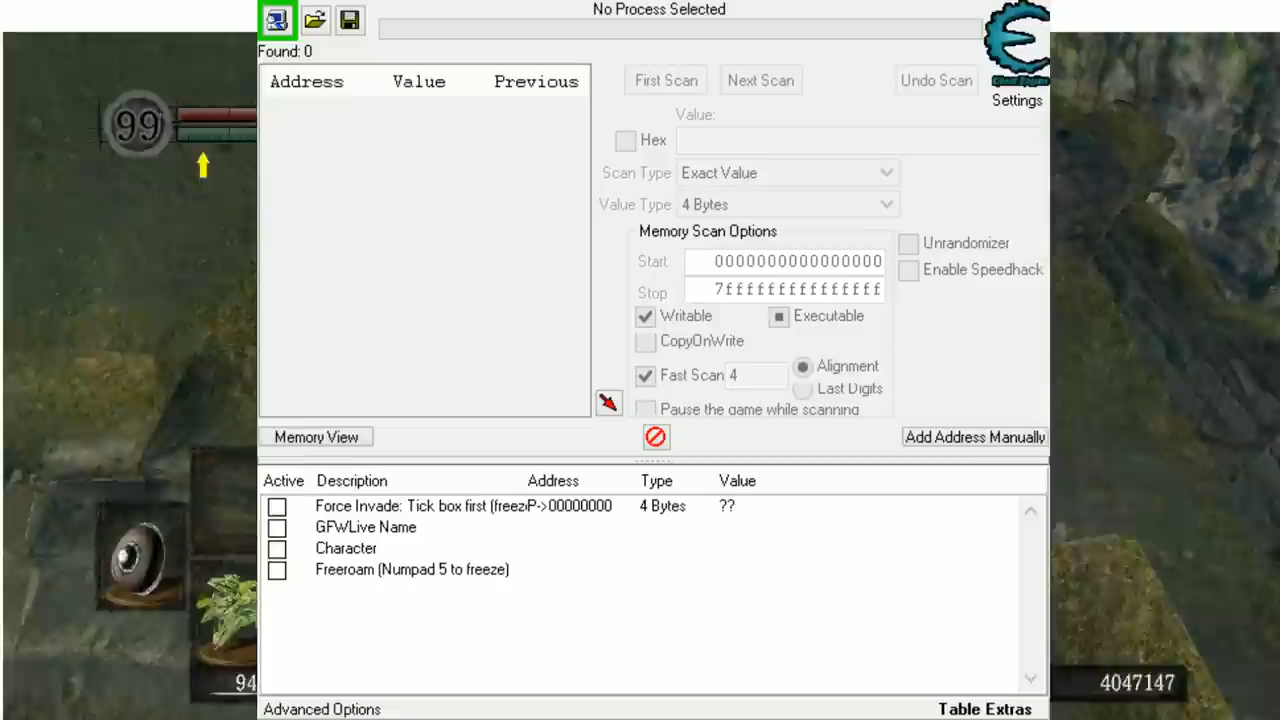 No Process Selected
Found: 0
Address Value Previous
First Scan Next Scan Undo Scan
Settings
Value:
Hex
Scan Type Exact Value
Value Type 4 Bytes
Memory Scan Options
Unrandomizer
Start 0000000000000000
Enable Speedhack
Stop 7fffffffffffffff
Writable Executable
CopyOnWrite
Fast Scan 4 Alignment
Last Digits
Pause the game while scanning
Memory View Add Address Manually
Active Description Address Type Value
Force Invade: Tick box first (freez P->00000000 4 Bytes ??
GFWLive Name
Character
Freeroam (Numpad 5 to freeze)
Advanced Options Table Extras
99
94
4047147